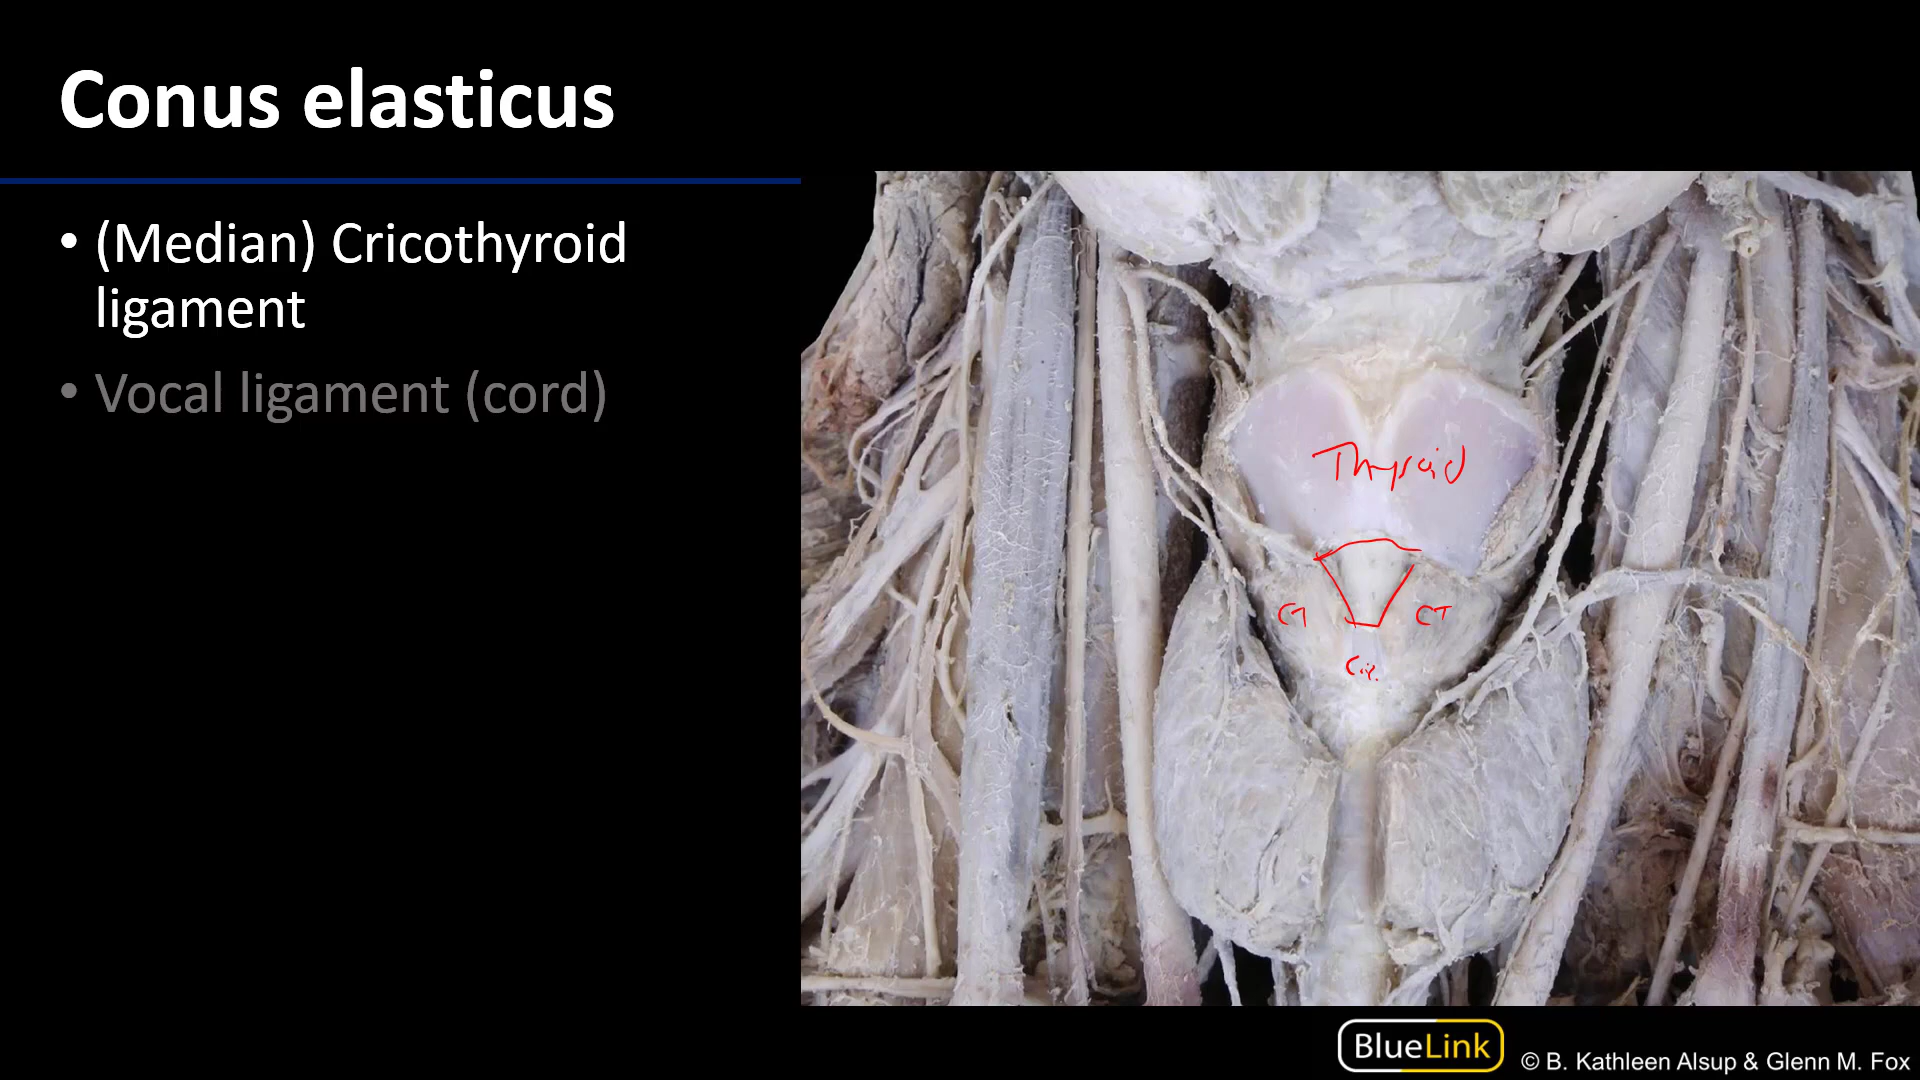 Conus elasticus
• (Median) Cricothyroid
ligament
• Vocal ligament (cord)
Thyroid
CT CT
BlueLink
© B. Kathleen Alsup & Glenn M. Fox